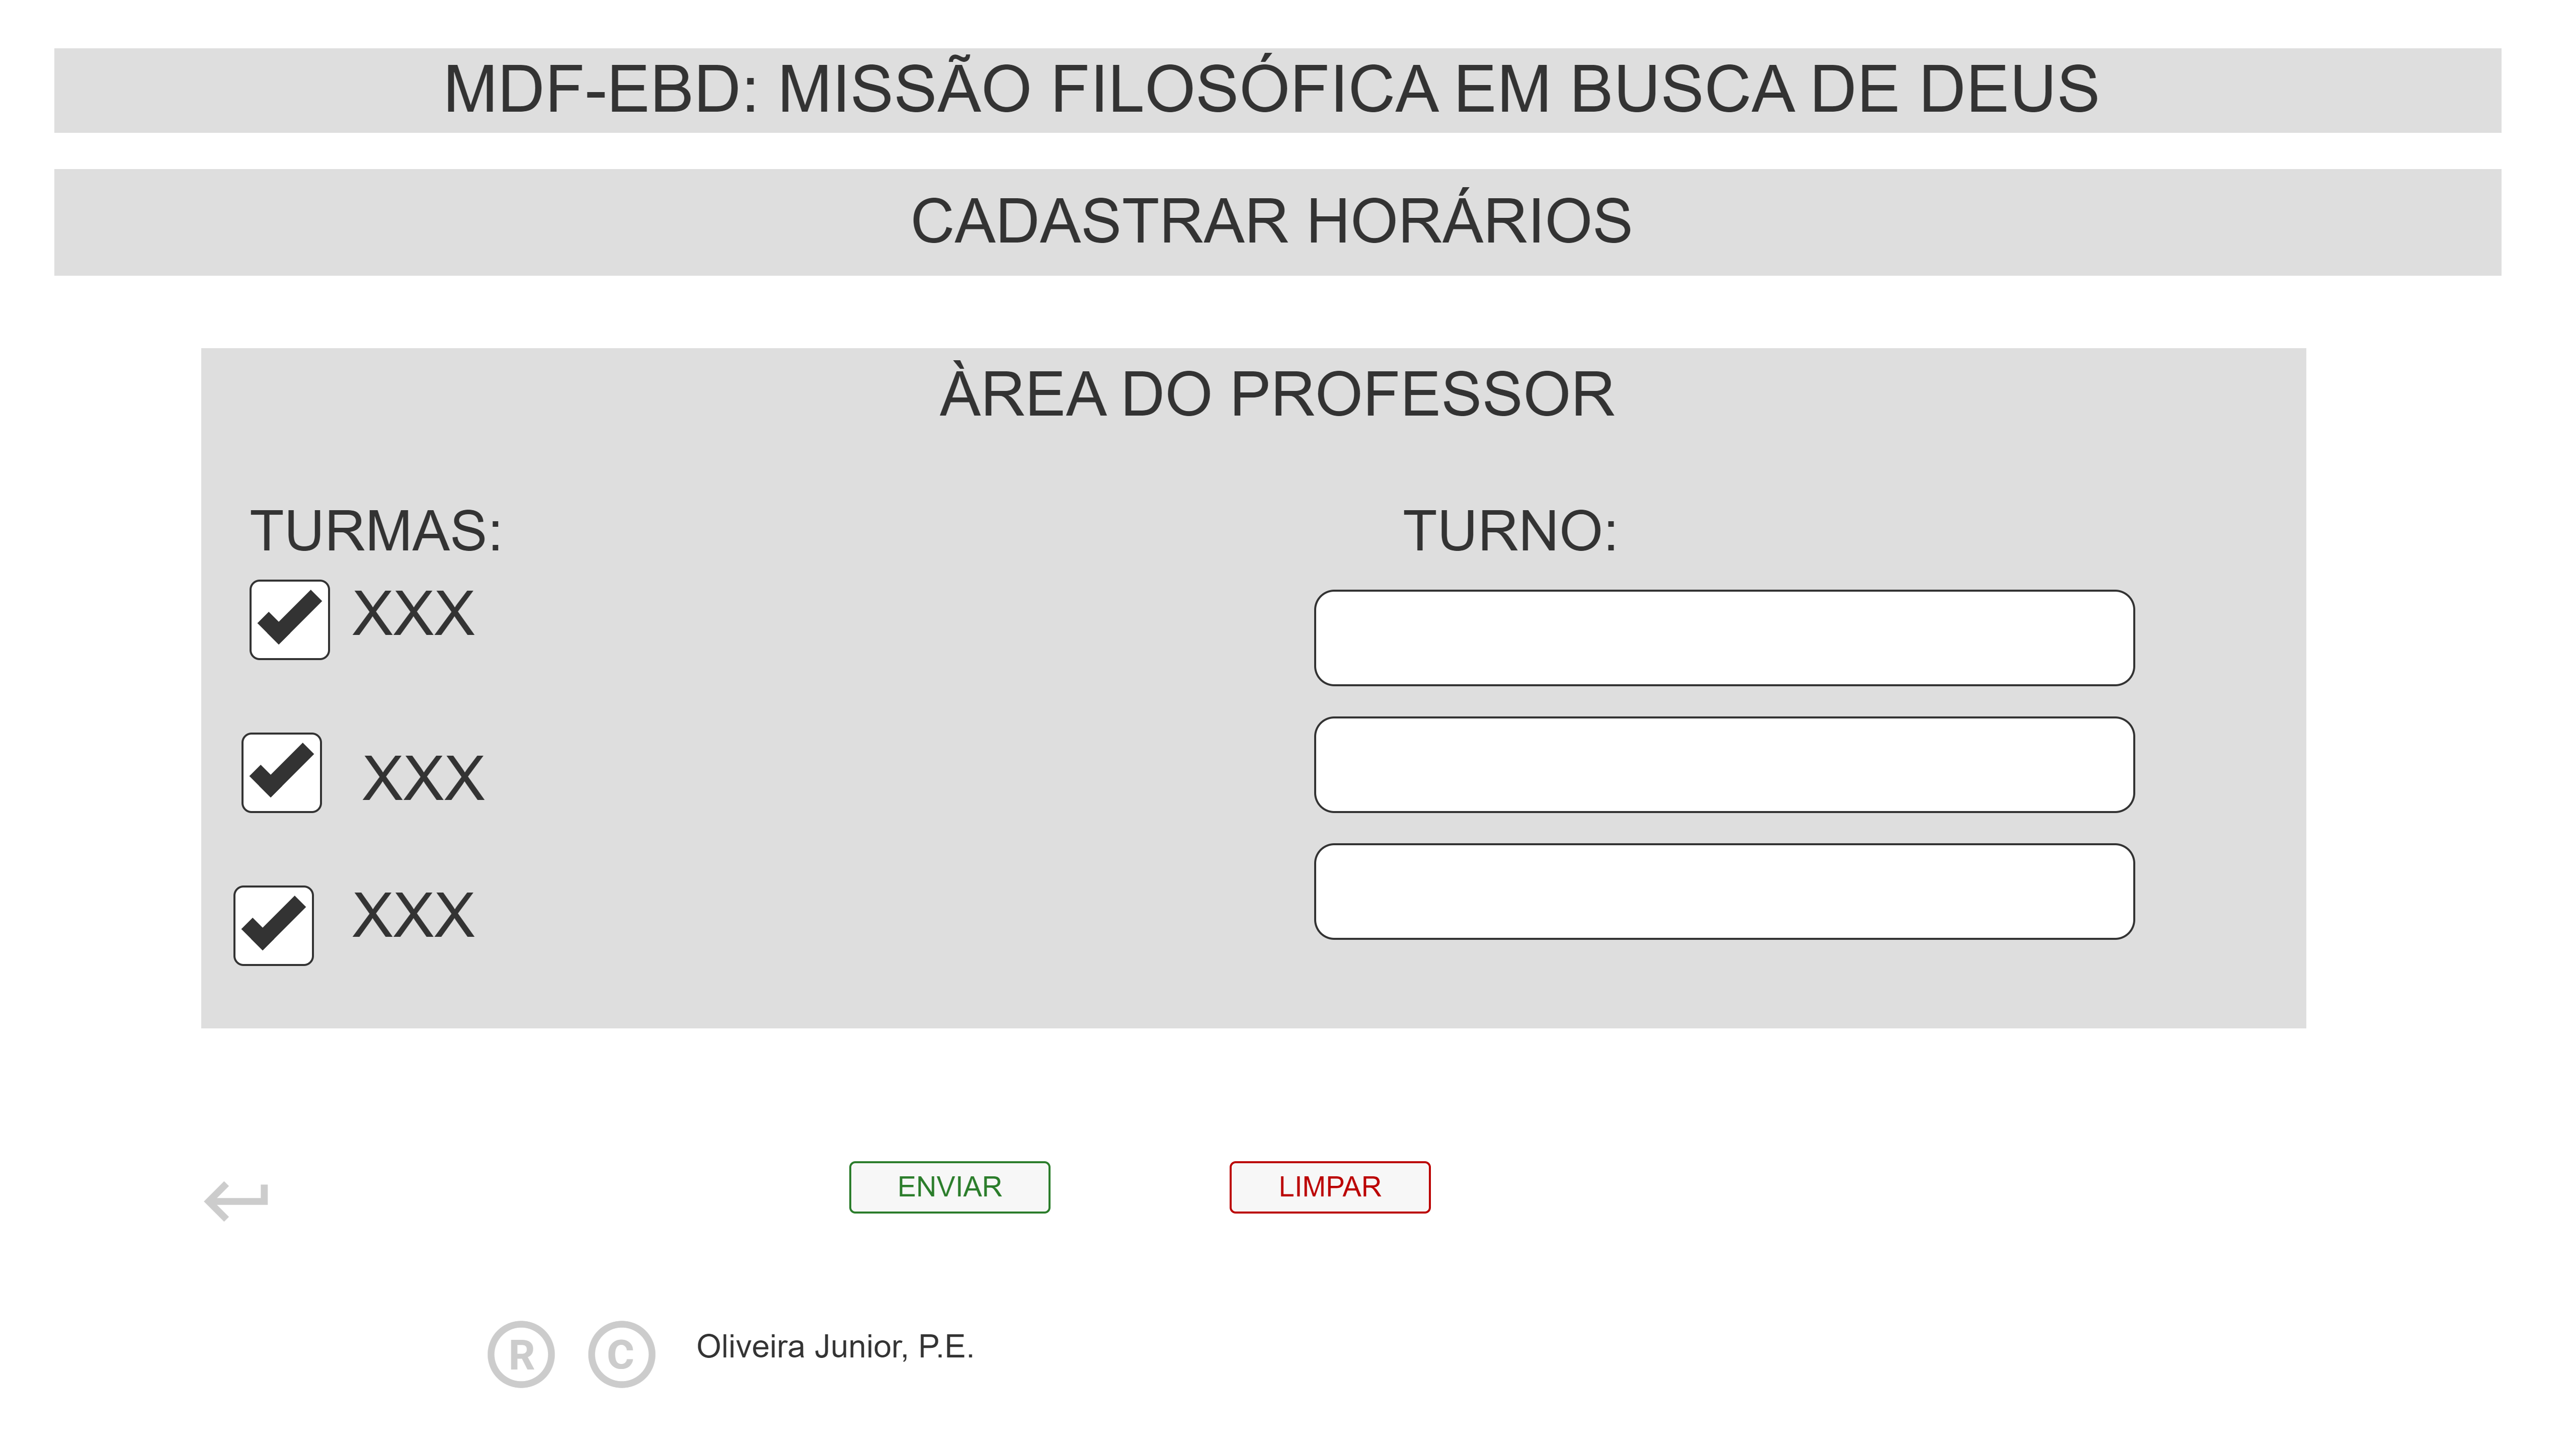 MDF-EBD: MISSÃO FILOSÓFICA EM BUSCA DE DEUS
CADASTRAR HORÁRIOS
ÀREA DO PROFESSOR
TURMAS:
TURNO:
XXX
XXX
XXX
ENVIAR
LIMPAR
® © Oliveira Junior, P.E.